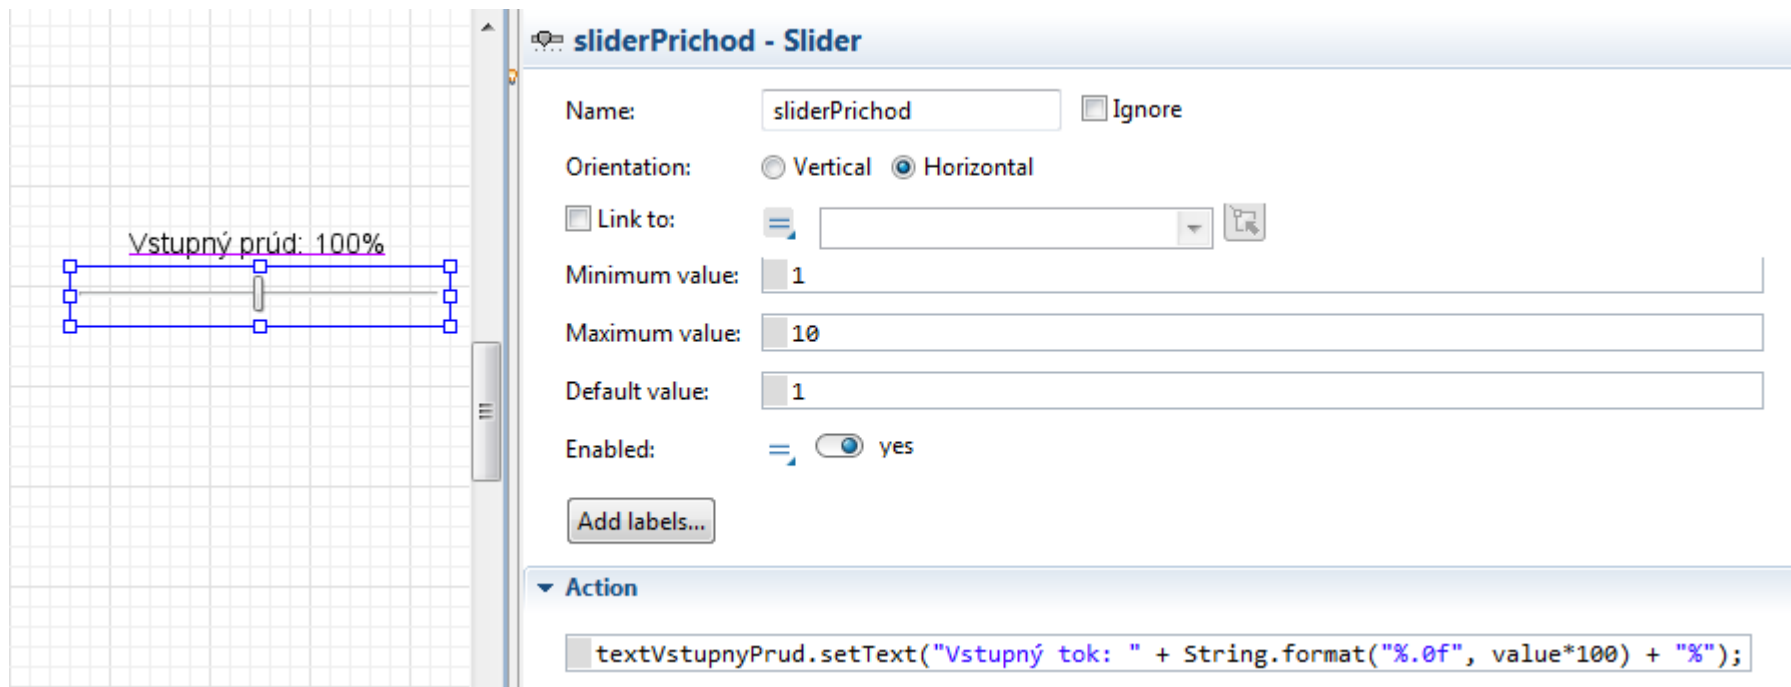 Vstupný prúd: 100%
sliderPrichod - Slider
Name: sliderPrichod Ignore
Orientation: Vertical Horizontal
Link to:
Minimum value: 1
Maximum value: 10
Default value: 1
Enabled: yes
Add labels...
Action
textVstupnyPrud.setText("Vstupný tok: " + String.format("%.0f", value*100) + "%");